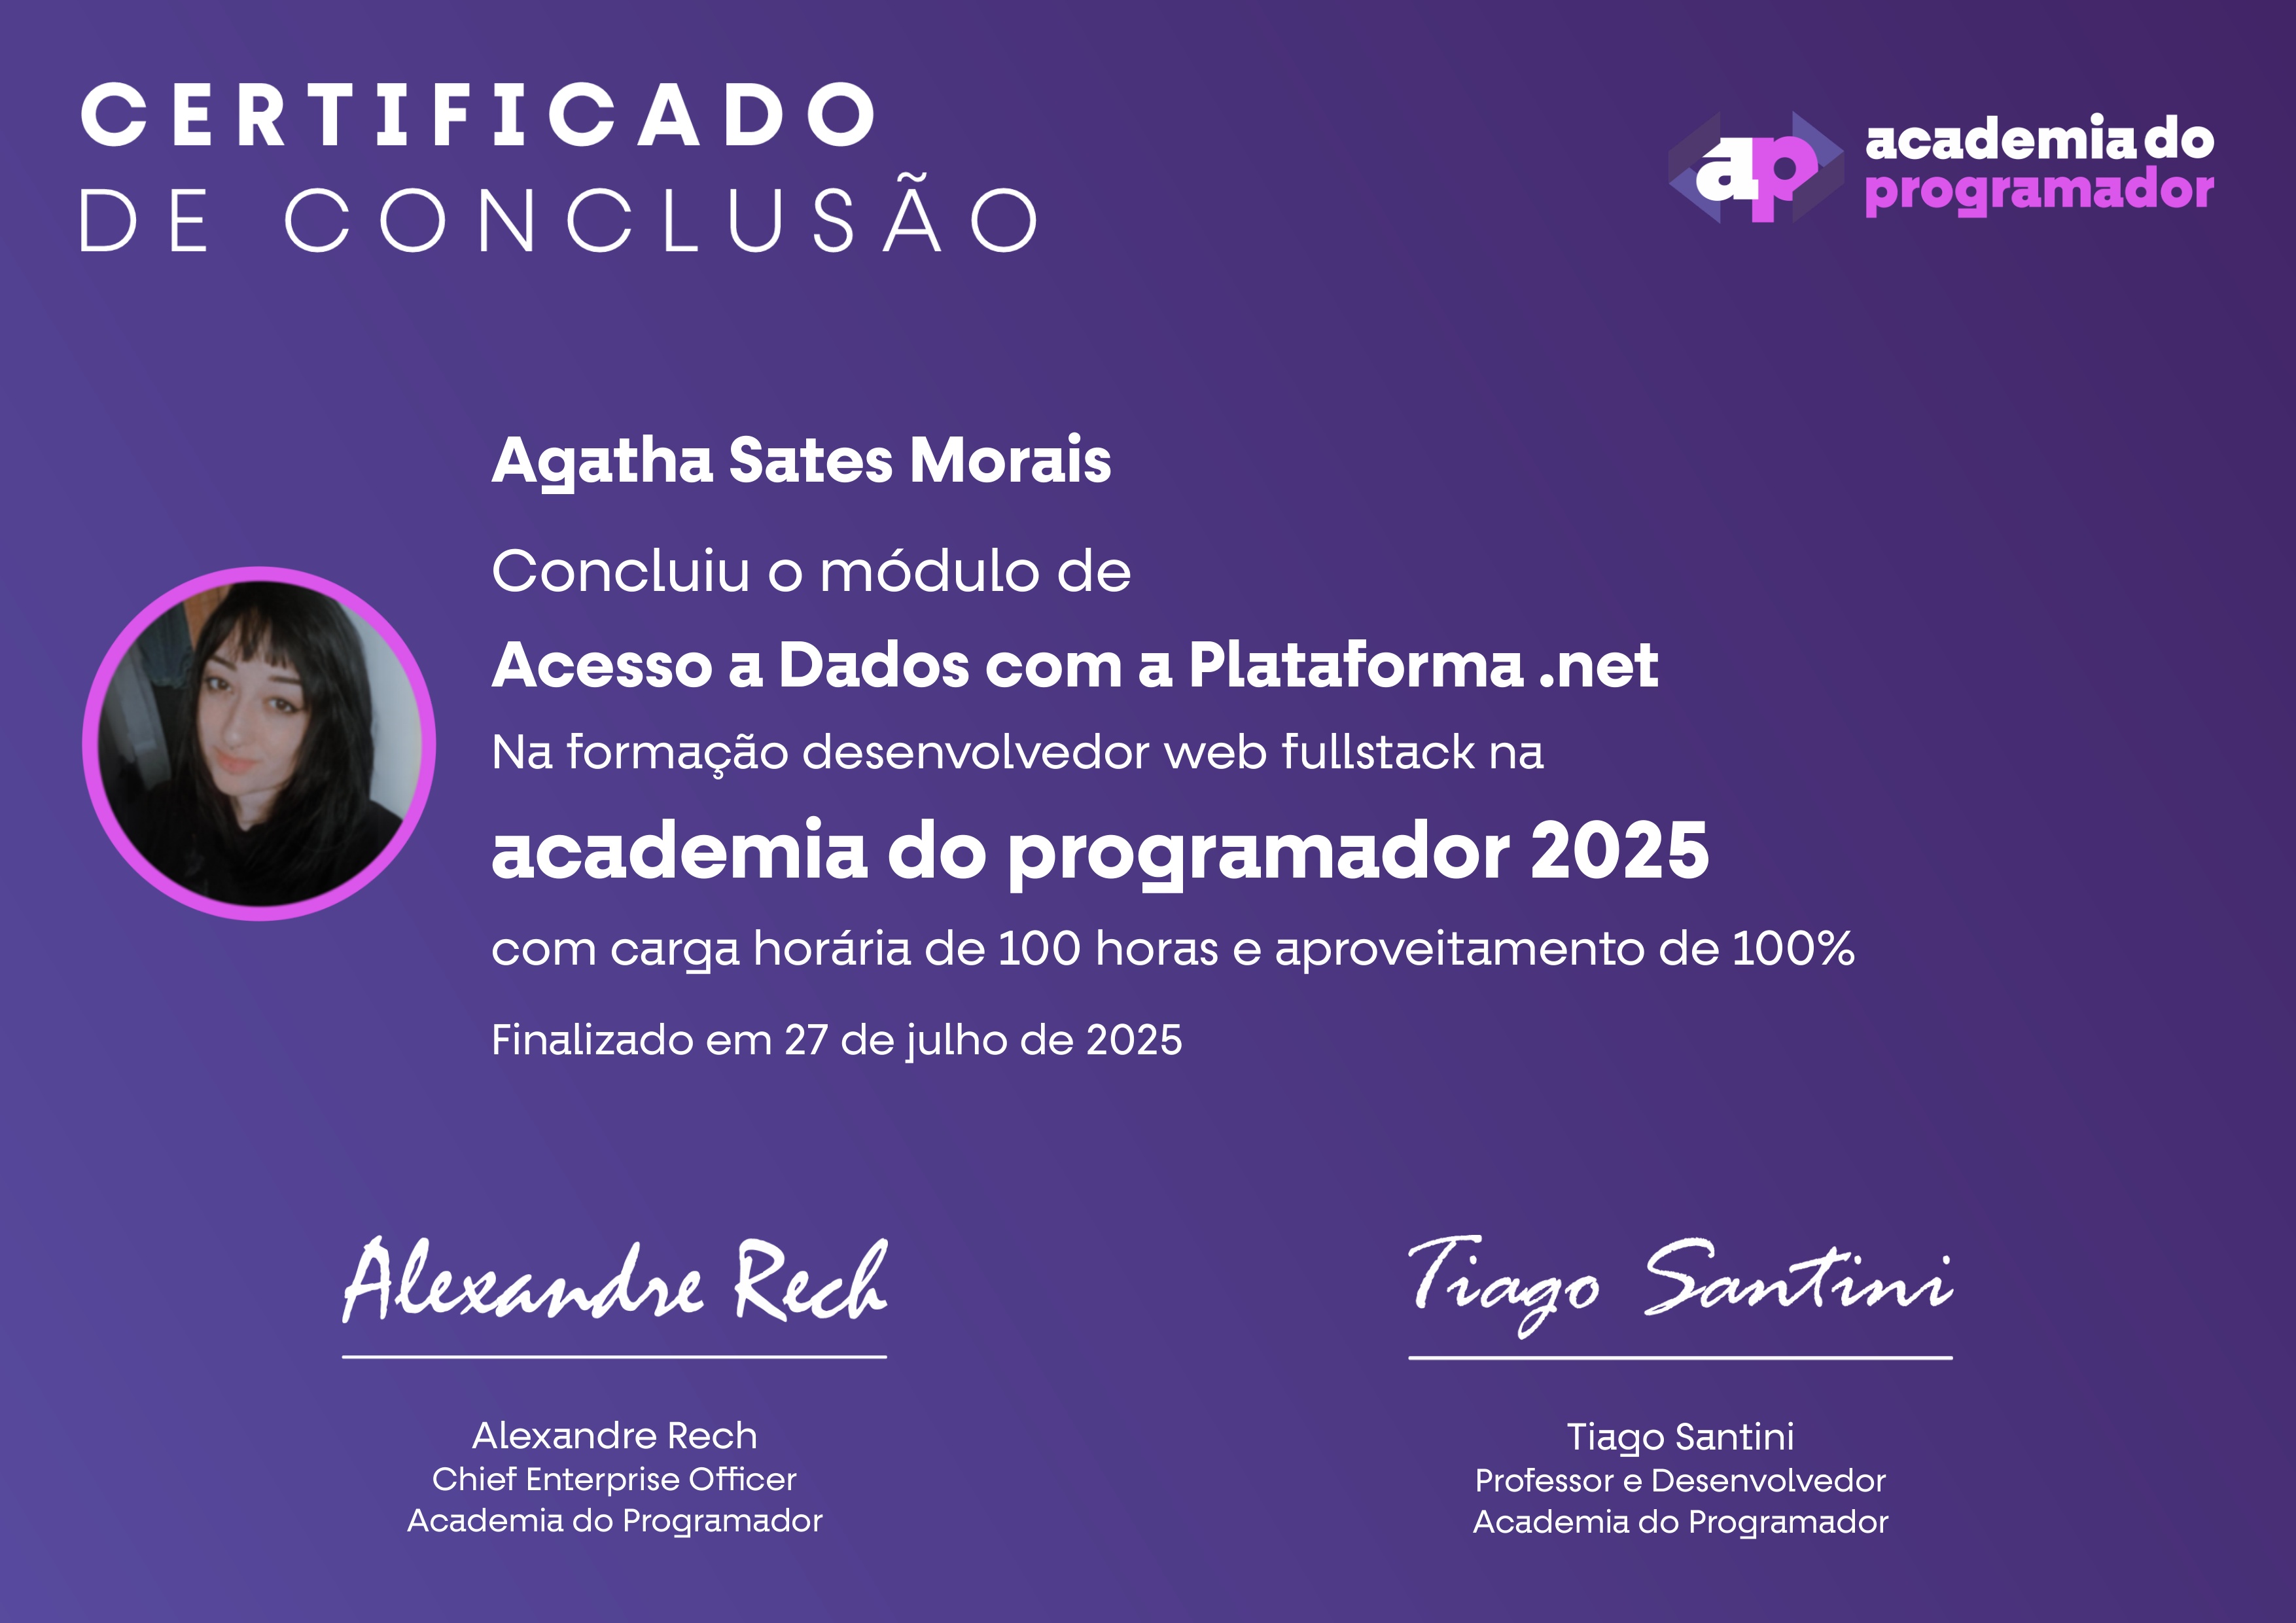 CERTIFICADO
DE CONCLUSÃO
ap
academia do
programador
Agatha Sates Morais
Concluiu o módulo de
Acesso a Dados com a Plataforma .net
Na formação desenvolvedor web fullstack na
academia do programador 2025
com carga horária de 100 horas e aproveitamento de 100%
Finalizado em 27 de julho de 2025
Alexandre Rech
Alexandre Rech
Chief Enterprise Officer
Academia do Programador
Tiago Santini
Tiago Santini
Professor e Desenvolvedor
Academia do Programador